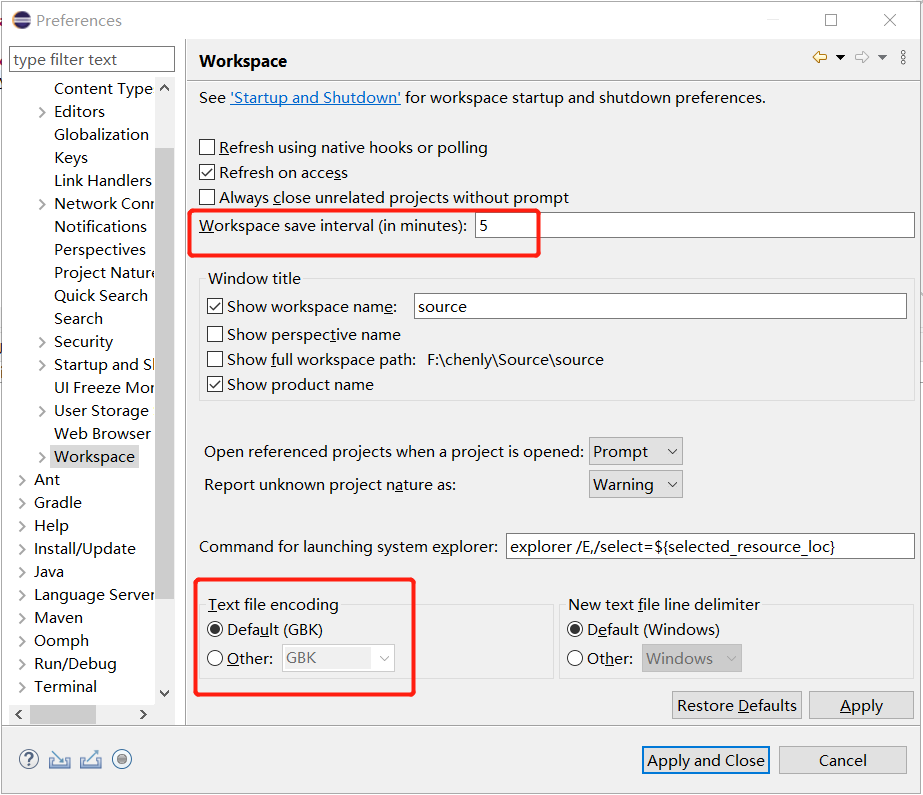 Preferences
type filter text
Content Type
Editors
Globalization
Keys
Link Handlers
Network Conn
Notifications
Perspectives
Project Nature
Quick Search
Search
Security
Startup and Sh
UI Freeze Mon
User Storage
Web Browser
Workspace
Ant
Gradle
Help
Install/Update
Java
Language Server
Maven
Oomph
Run/Debug
Terminal
Workspace
See 'Startup and Shutdown' for workspace startup and shutdown preferences.
Refresh using native hooks or polling
Refresh on access
Always close unrelated projects without prompt
Workspace save interval (in minutes): 5
Window title
Show workspace name: source
Show perspective name
Show full workspace path: F:\chenly\Source\source
Show product name
Open referenced projects when a project is opened: Prompt
Report unknown project nature as: Warning
Command for launching system explorer: explorer /E,/select=${selected_resource_loc}
Text file encoding
Default (GBK)
Other: GBK
New text file line delimiter
Default (Windows)
Other: Windows
Restore Defaults
Apply
Apply and Close
Cancel